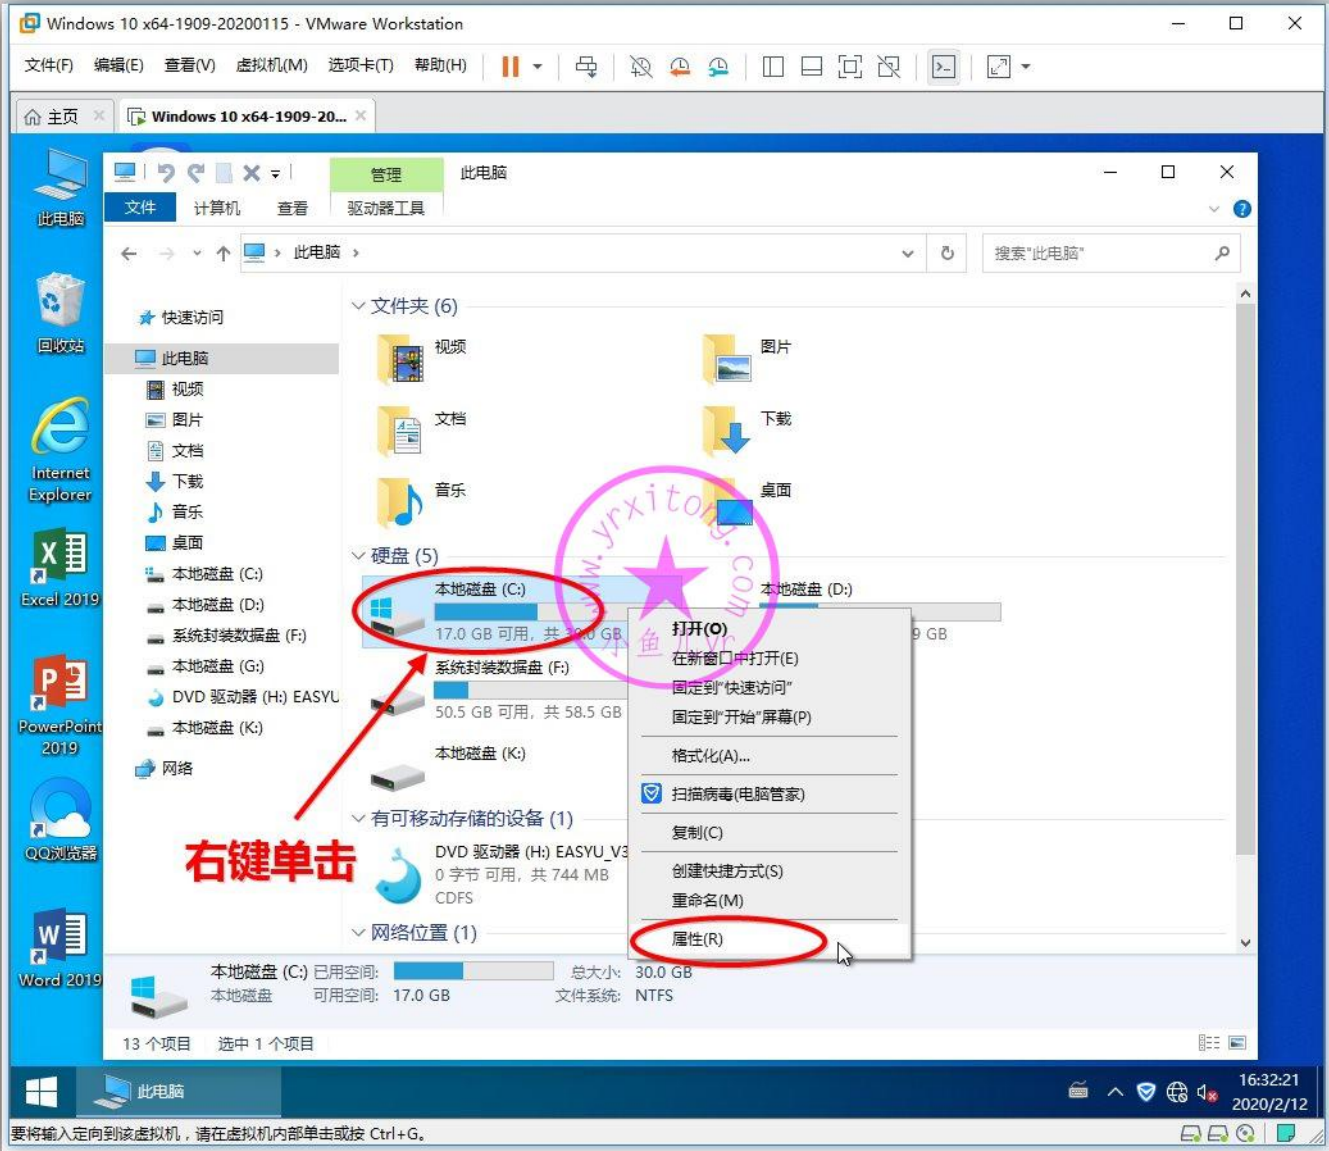 Windows 10 x64-1909-20200115 - VMware Workstation
文件(F) 编辑(E) 查看(V) 虚拟机(M) 选项卡(T) 帮助(H)
主页 Windows 10 x64-1909-20...
管理 此电脑
文件 计算机 查看 驱动器工具
此电脑
搜索"此电脑"
此电脑
回收站
Internet
Explorer
Excel 2019
PowerPoint
2019
QQ浏览器
Word 2019
快速访问
此电脑
视频
图片
文档
下载
音乐
桌面
本地磁盘 (C:)
本地磁盘 (D:)
系统封装数据盘 (F:)
本地磁盘 (G:)
DVD 驱动器 (H:) EASYU
本地磁盘 (K:)
网络
文件夹 (6)
视频 图片
文档 下载
音乐 桌面
硬盘 (5)
本地磁盘 (C:) 本地磁盘 (D:)
17.0 GB 可用, 共 30.0 GB 9 GB
系统封装数据盘 (F:)
50.5 GB 可用, 共 58.5 GB
本地磁盘 (K:)
有可移动存储的设备 (1)
DVD 驱动器 (H:) EASYU_V3
0 字节 可用, 共 744 MB
CDFS
网络位置 (1)
www.yrxitong.com
小鱼儿yr
打开(O)
在新窗口中打开(E)
固定到"快速访问"
固定到"开始"屏幕(P)
格式化(A)...
扫描病毒(电脑管家)
复制(C)
创建快捷方式(S)
重命名(M)
属性(R)
右键单击
本地磁盘 (C:) 已用空间: 总大小: 30.0 GB
本地磁盘 可用空间: 17.0 GB 文件系统: NTFS
13 个项目 选中 1 个项目
此电脑
16:32:21
2020/2/12
要将输入定向到该虚拟机，请在虚拟机内部单击或按 Ctrl+G。